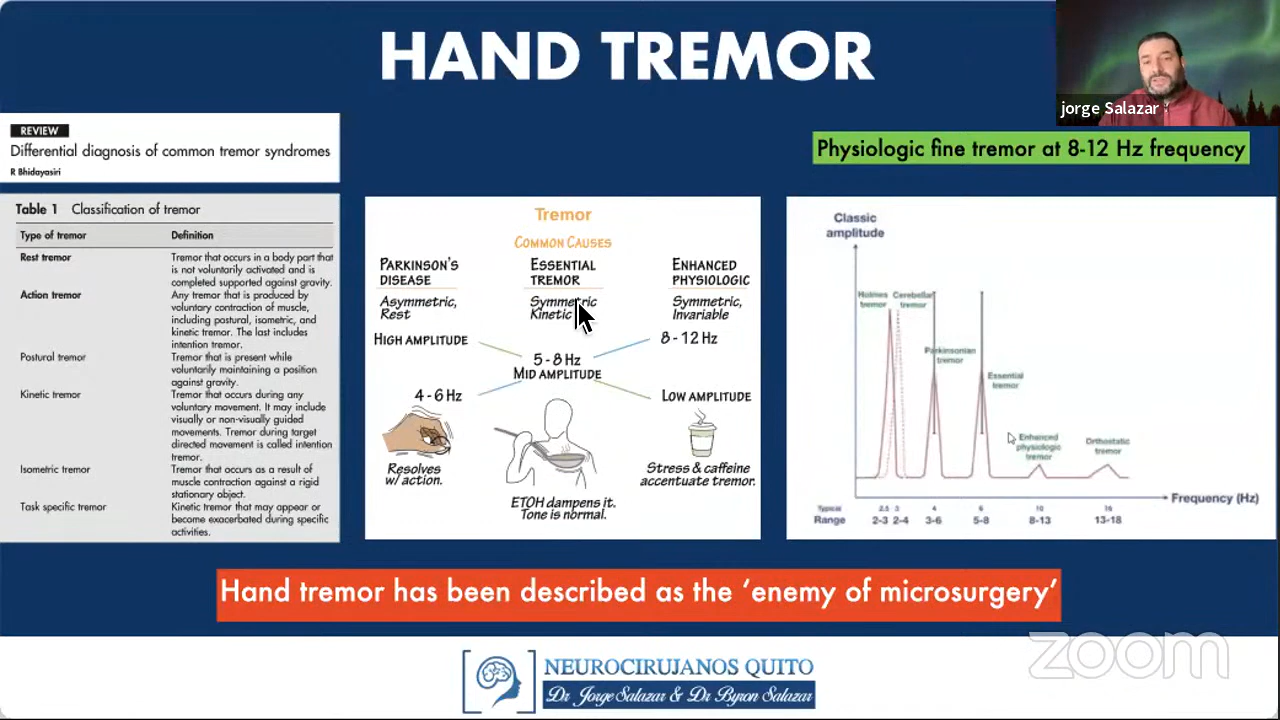 HAND TREMOR
jorge Salazar
REVIEW
Differential diagnosis of common tremor syndromes
R Bhidayasiri
Physiologic fine tremor at 8-12 Hz frequency
Table 1 Classification of tremor
Type of tremor Definition
Rest tremor Tremor that occurs in a body part that
is not voluntarily activated and is
completed supported against gravity.
Action tremor Any tremor that is produced by
voluntary contraction of muscle,
including postural, isometric, and
kinetic tremor. The last includes
intention tremor.
Postural tremor Tremor that is present while
voluntarily maintaining a position
against gravity.
Kinetic tremor Tremor that occurs during any
voluntary movement. It may include
visually or non-visually guided
movements. Tremor during target
directed movement is called intention
tremor.
Isometric tremor Tremor that occurs as a result of
muscle contraction against a rigid
stationary object.
Task specific tremor Kinetic tremor that may appear or
become exacerbated during specific
activities.
Tremor
COMMON CAUSES
PARKINSON'S
DISEASE
Asymmetric,
Rest
HIGH AMPLITUDE
4 - 6 Hz
Resolves
w/ action.
ESSENTIAL
TREMOR
Symmetric
Kinetic
5 - 8 Hz
MID AMPLITUDE
ETOH dampens it.
Tone is normal.
ENHANCED
PHYSIOLOGIC
Symmetric,
Invariable
8 - 12 Hz
LOW AMPLITUDE
Stress & caffeine
accentuate tremor.
Classic
amplitude
Holmes
tremor
Cerebellar
tremor
Parkinsonian
tremor
Essential
tremor
Enhanced
physiologic
tremor
Orthostatic
tremor
Frequency (Hz)
Typical 2.5 3 4 6 10 16
Range 2-3 2-4 3-6 5-8 8-13 13-18
Hand tremor has been described as the ‘enemy of microsurgery’
zoom
NEUROCIRUJANOS QUITO
Dr. Jorge Salazar & Dr Byron Salazar